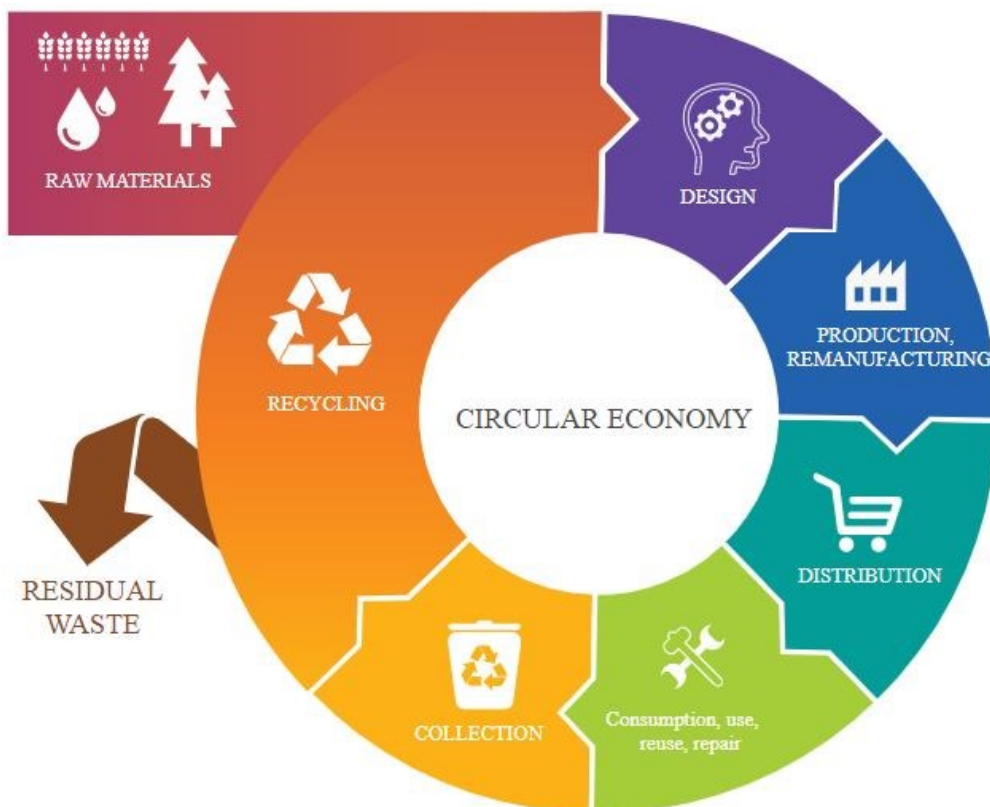 RAW MATERIALS
DESIGN
PRODUCTION,
REMANUFACTURING
RECYCLING
CIRCULAR ECONOMY
DISTRIBUTION
RESIDUAL
WASTE
COLLECTION
Consumption, use,
reuse, repair